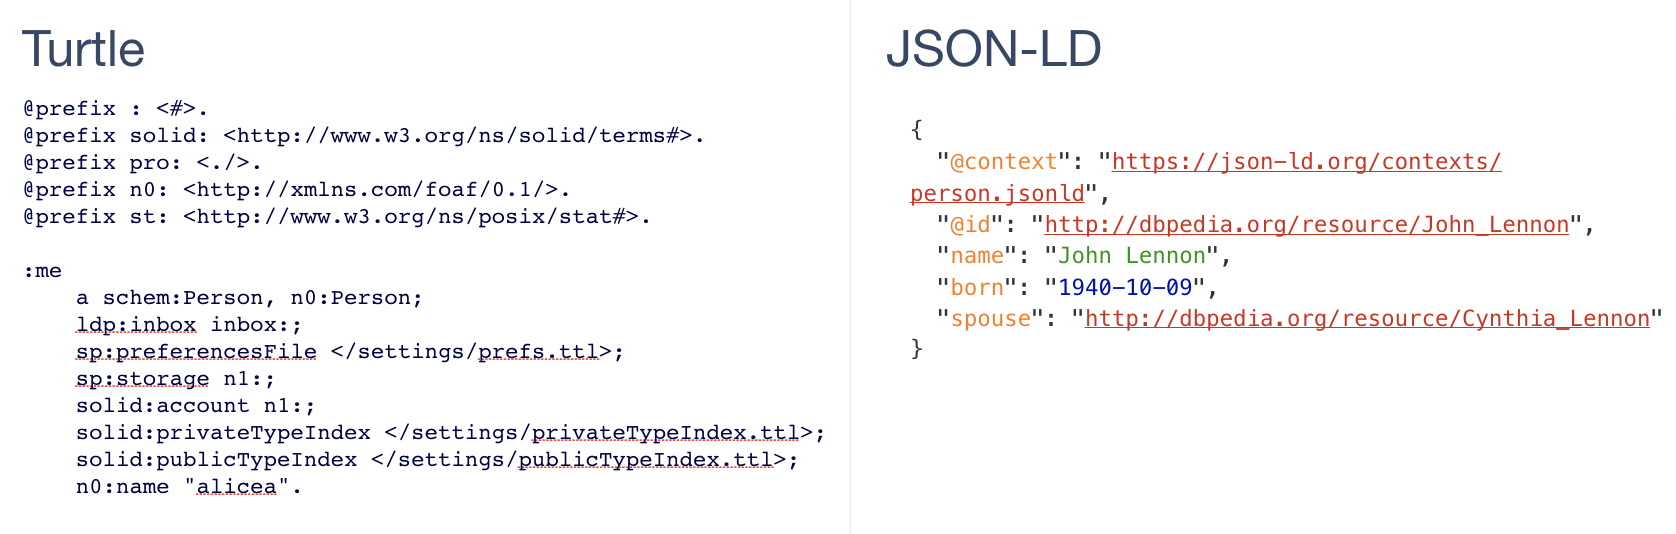 Turtle
@prefix : <#>.
@prefix solid: <http://www.w3.org/ns/solid/terms#>.
@prefix pro: <./>.
@prefix n0: <http://xmlns.com/foaf/0.1/>.
@prefix st: <http://www.w3.org/ns/posix/stat#>.
:me
a schem:Person, n0:Person;
ldp:inbox inbox:;
sp:preferencesFile </settings/prefs.ttl>;
sp:storage n1:;
solid:account n1:;
solid:privateTypeIndex </settings/privateTypeIndex.ttl>;
solid:publicTypeIndex </settings/publicTypeIndex.ttl>;
n0:name "alicea".
JSON-LD
{
"@context": "https://json-ld.org/contexts/
person.jsonld",
"@id": "http://dbpedia.org/resource/John_Lennon",
"name": "John Lennon",
"born": "1940-10-09",
"spouse": "http://dbpedia.org/resource/Cynthia_Lennon"
}